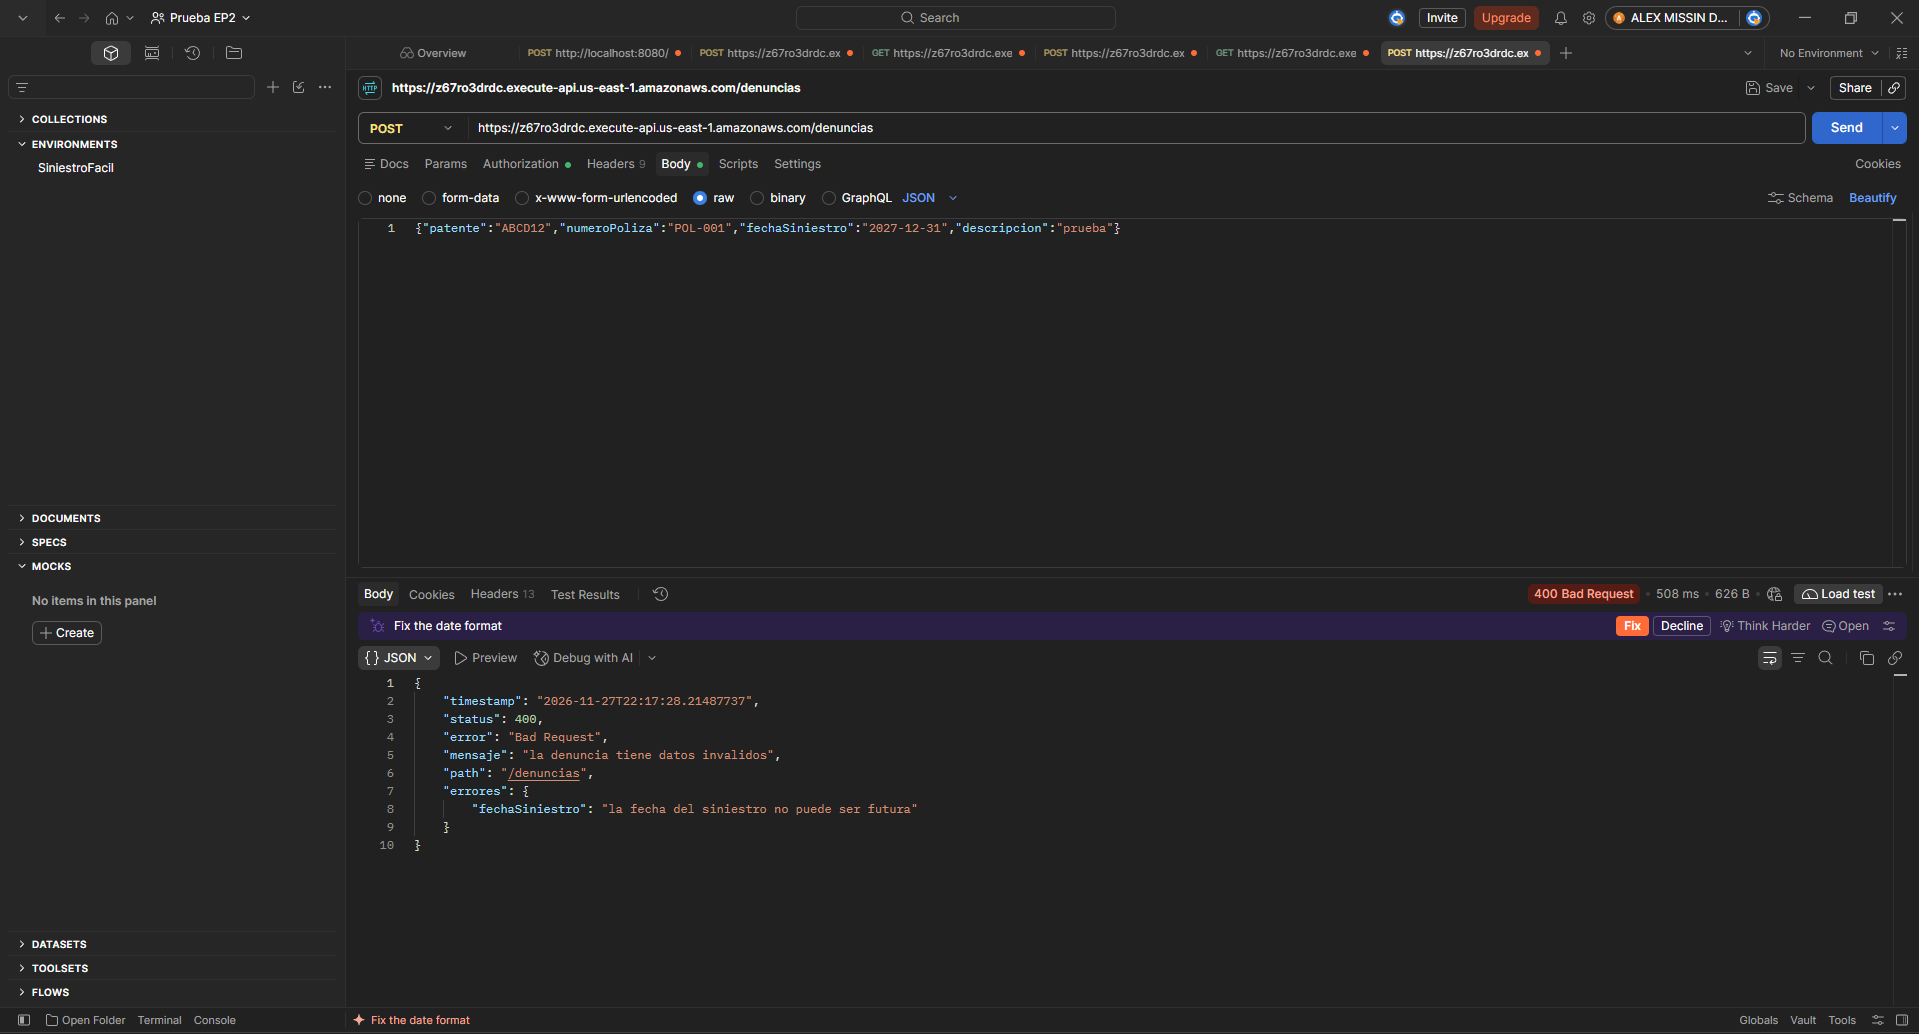 Prueba EP2
Search
Invite
Upgrade
ALEX MISSIN D...
Overview
POST http://localhost:8080/
POST https://z67ro3drdc.ex
GET https://z67ro3drdc.exe
POST https://z67ro3drdc.ex
GET https://z67ro3drdc.exe
POST https://z67ro3drdc.ex
No Environment
COLLECTIONS
ENVIRONMENTS
SiniestroFacil
DOCUMENTS
SPECS
MOCKS
No items in this panel
Create
DATASETS
TOOLSETS
FLOWS
HTTP https://z67ro3drdc.execute-api.us-east-1.amazonaws.com/denuncias
Save
Share
POST https://z67ro3drdc.execute-api.us-east-1.amazonaws.com/denuncias
Send
Docs Params Authorization Headers 9 Body Scripts Settings
Cookies
none form-data x-www-form-urlencoded raw binary GraphQL JSON
Schema Beautify
1 {"patente":"ABCD12","numeroPoliza":"POL-001","fechaSiniestro":"2027-12-31","descripcion":"prueba"}
Body Cookies Headers 13 Test Results
400 Bad Request • 508 ms • 626 B
Load test
Fix the date format
Fix Decline Think Harder Open
{} JSON Preview Debug with AI
1 {
2 "timestamp": "2026-11-27T22:17:28.21487737",
3 "status": 400,
4 "error": "Bad Request",
5 "mensaje": "la denuncia tiene datos invalidos",
6 "path": "/denuncias",
7 "errores": {
8 "fechaSiniestro": "la fecha del siniestro no puede ser futura"
9 }
10 }
Open Folder Terminal Console
Fix the date format
Globals Vault Tools